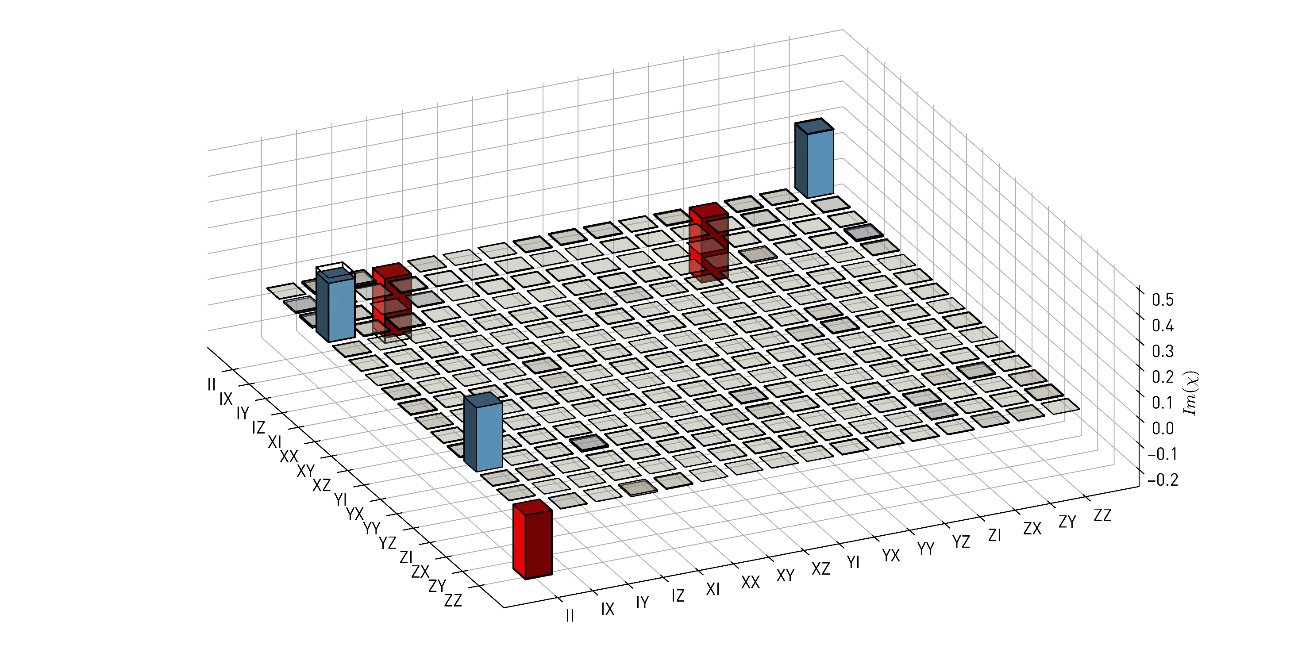 0.5
0.4
0.3
0.2
0.1
0.0
−0.1
−0.2
Im(χ)
II
IX
IY
IZ
XI
XX
XY
XZ
YI
YX
YY
YZ
ZI
ZX
ZY
ZZ
II
IX
IY
IZ
XI
XX
XY
XZ
YI
YX
YY
YZ
ZI
ZX
ZY
ZZ